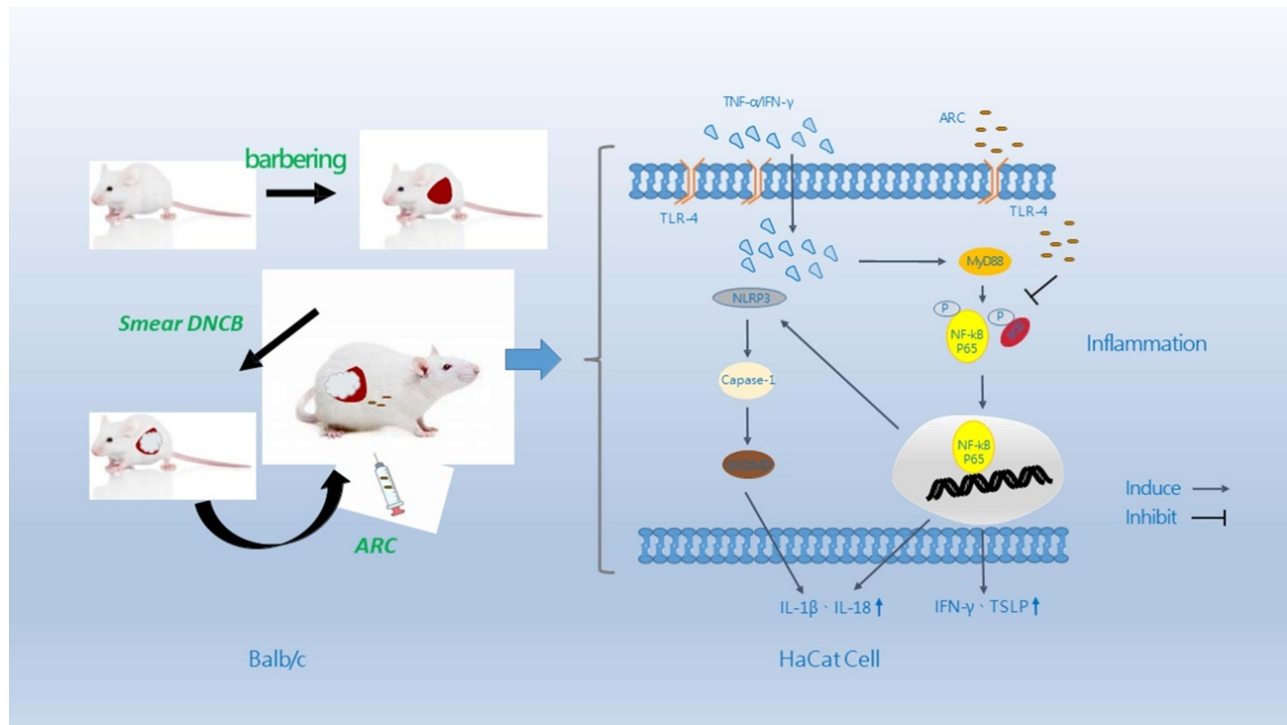 barbering
Smear DNCB
ARC
Balb/c
TNF-α/IFN-γ
ARC
TLR-4
TLR-4
MyD88
NLRP3
P
P
NF-kB
P65
Inflammation
Capase-1
NF-kB
P65
GSDMD
Induce
Inhibit
IL-1β、IL-18
IFN-γ、TSLP
HaCat Cell